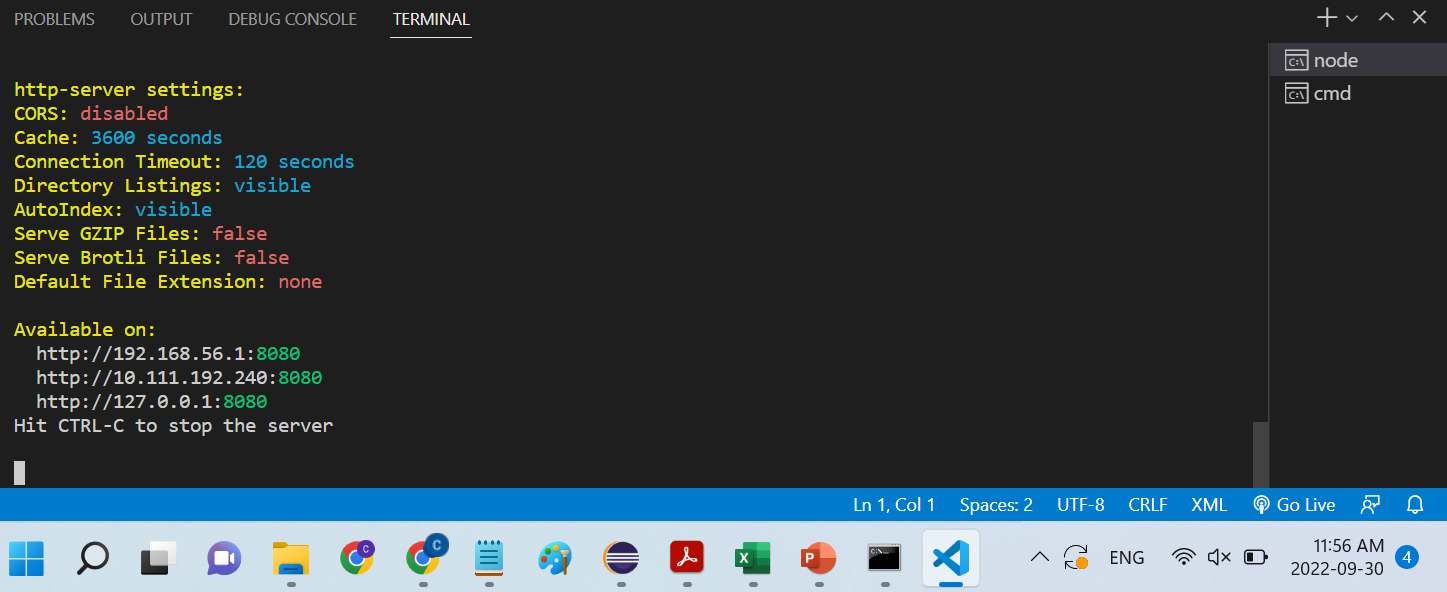 PROBLEMS OUTPUT DEBUG CONSOLE TERMINAL
node
cmd
http-server settings:
CORS: disabled
Cache: 3600 seconds
Connection Timeout: 120 seconds
Directory Listings: visible
AutoIndex: visible
Serve GZIP Files: false
Serve Brotli Files: false
Default File Extension: none
Available on:
http://192.168.56.1:8080
http://10.111.192.240:8080
http://127.0.0.1:8080
Hit CTRL-C to stop the server
Ln 1, Col 1 Spaces: 2 UTF-8 CRLF XML Go Live
C C X P ENG 11:56 AM 4
2022-09-30